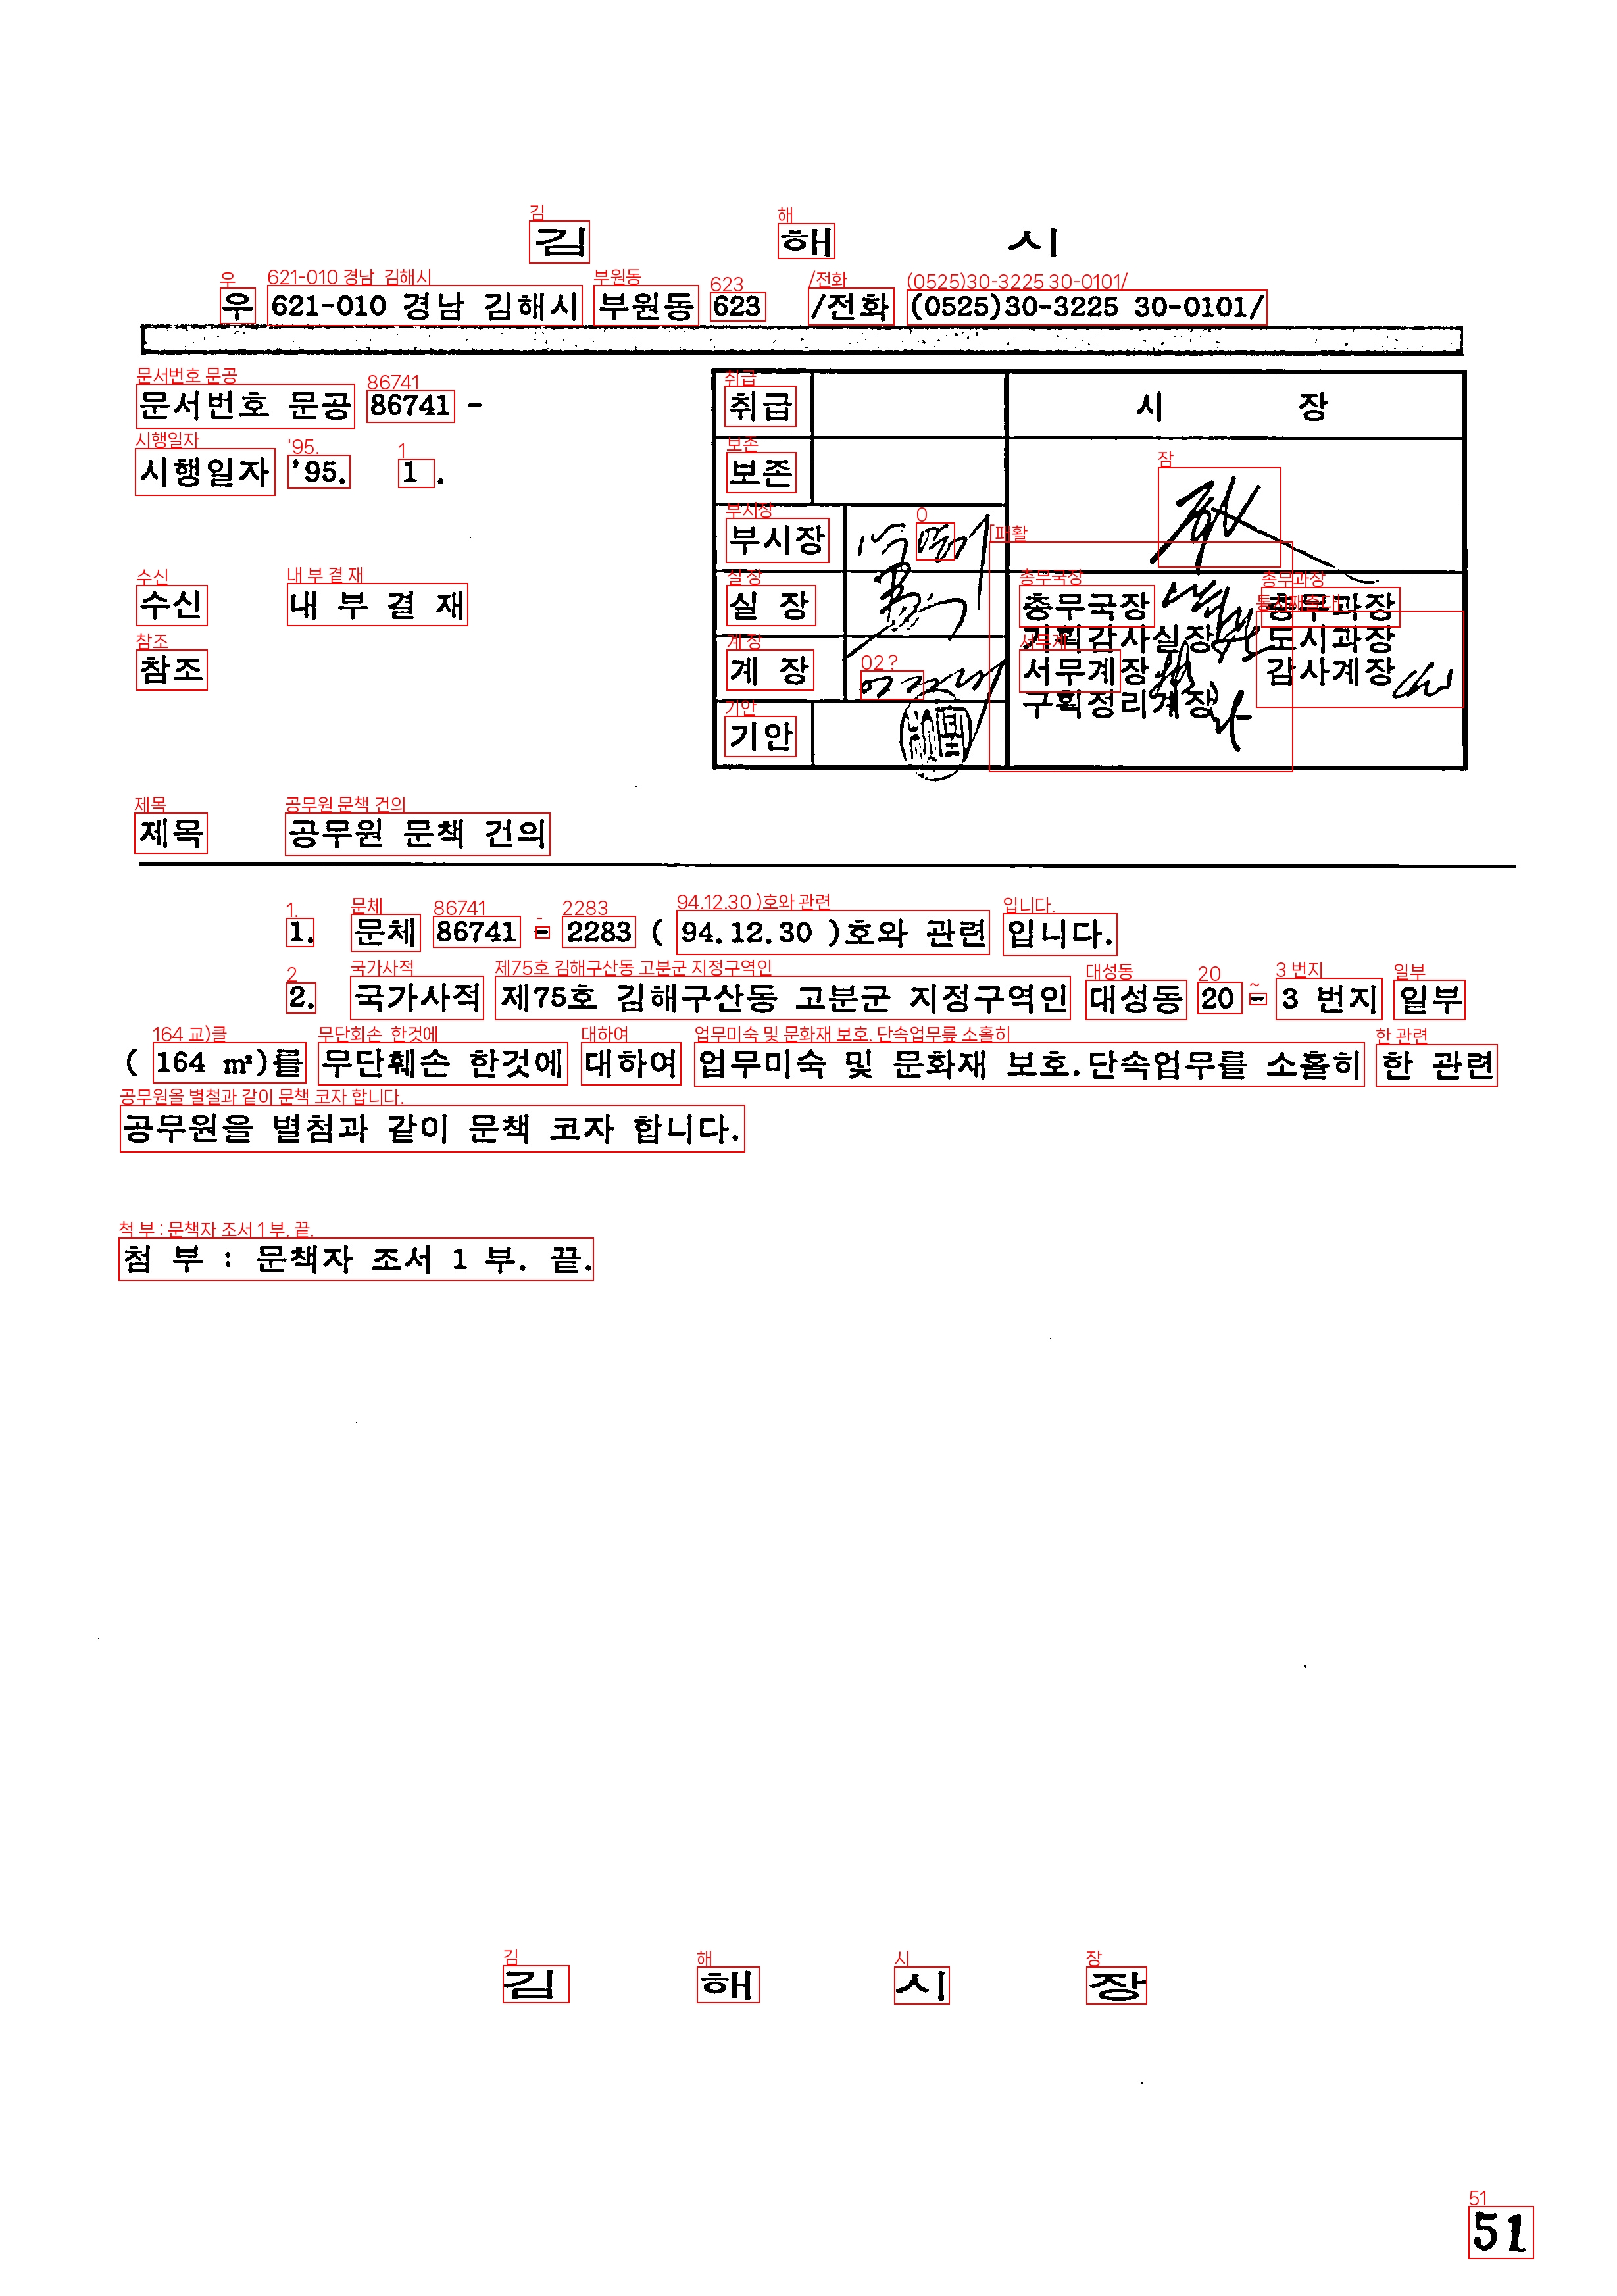 김 해 시
우 621-010 경남 김해시 부원동 623 /전화 (0525)30-3225 30-0101/
문서번호 문공 86741 -
시행일자 '95. 1 .
수신 내 부 결 재
참조
취급 시 장
보존
부시장
실 장 총무국장 총무과장
기획감사실장 도시과장
계 장 서무계장 감사계장
구획정리계장
기안
제목 공무원 문책 건의
1. 문체 86741 - 2283 ( 94.12.30 )호와 관련 입니다.
2. 국가사적 제75호 김해구산동 고분군 지정구역인 대성동 20 - 3 번지 일부
( 164 ㎡)를 무단훼손 한것에 대하여 업무미숙 및 문화재 보호.단속업무를 소홀히 한 관련
공무원을 별첨과 같이 문책 코자 합니다.
첨 부 : 문책자 조서 1 부. 끝.
김 해 시 장
51